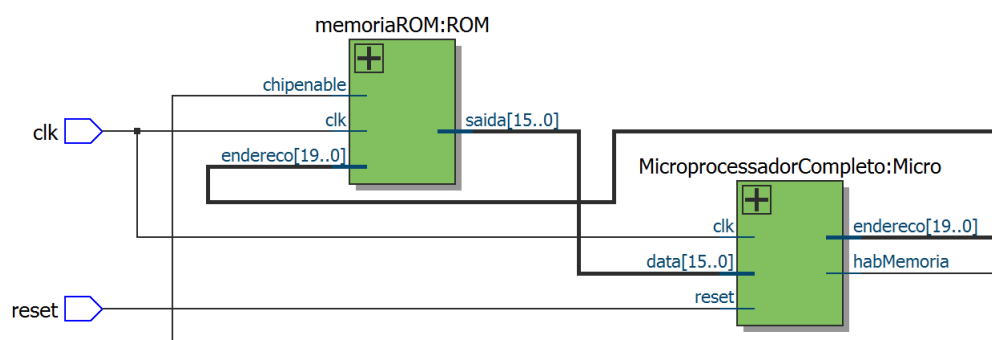 memoriaROM:ROM
chipenable
clk
clk
saida[15..0]
endereco[19..0]
MicroprocessadorCompleto:Micro
clk
endereco[19..0]
data[15..0]
habMemoria
reset
reset